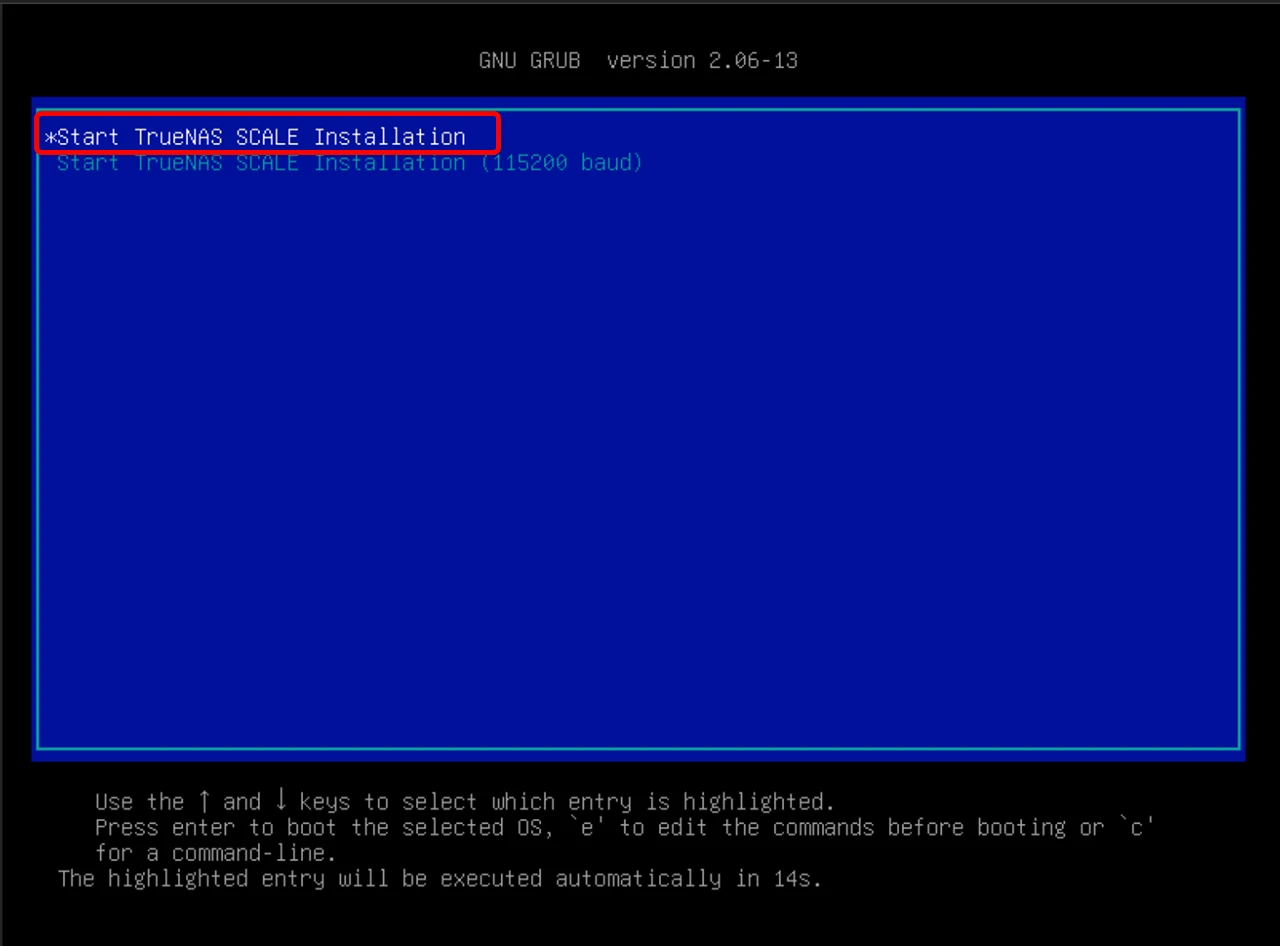 GNU GRUB  version 2.06-13
*Start TrueNAS SCALE Installation
Start TrueNAS SCALE Installation (115200 baud)
Use the ↑ and ↓ keys to select which entry is highlighted.
Press enter to boot the selected OS, `e' to edit the commands before booting or `c'
for a command-line.
The highlighted entry will be executed automatically in 14s.